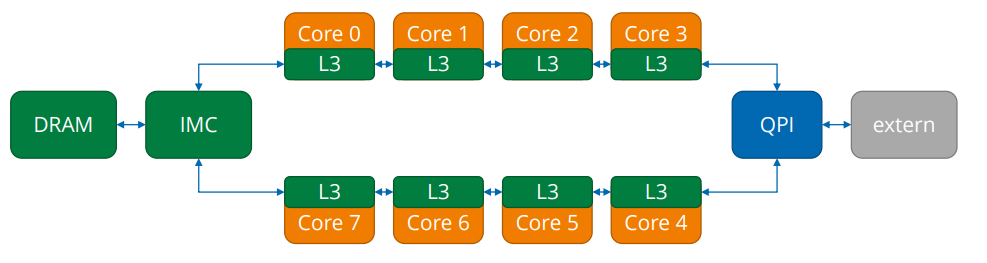 Core 0
Core 1
Core 2
Core 3
L3
L3
L3
L3
DRAM
IMC
QPI
extern
L3
L3
L3
L3
Core 7
Core 6
Core 5
Core 4